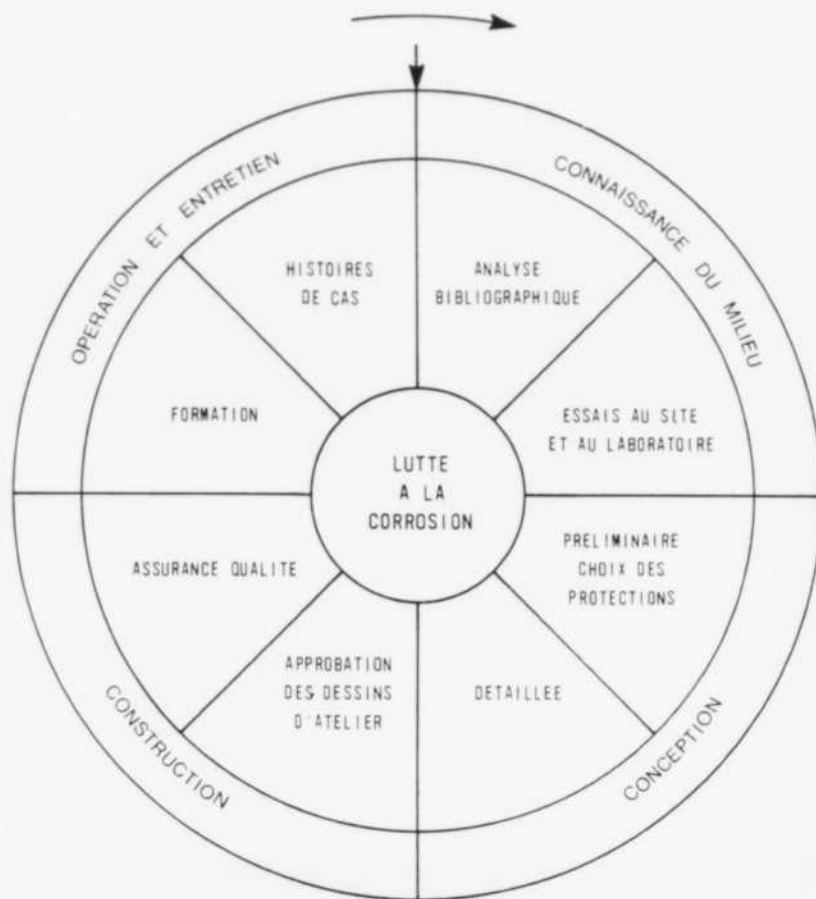 CONNAISSANCE DU MILIEU
ANALYSE
BIBLIOGRAPHIQUE
ESSAIS AU SITE
ET AU LABORATOIRE
CONCEPTION
PRELIMINAIRE
CHOIX DES
PROTECTIONS
DETAILLEE
CONSTRUCTION
APPROBATION
DES DESSINS
D'ATELIER
ASSURANCE QUALITE
OPERATION ET ENTRETIEN
FORMATION
HISTOIRES
DE CAS
LUTTE
A LA
CORROSION